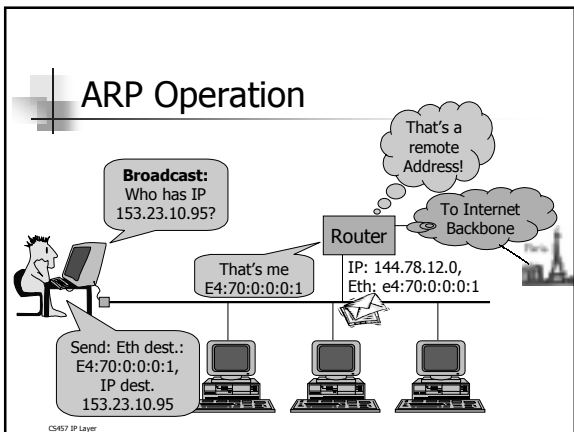 ARP Operation
That's a
remote
Address!
Broadcast:
Who has IP
153.23.10.95?
To Internet
Backbone
Paris
Router
That's me
E4:70:0:0:0:1
IP: 144.78.12.0,
Eth: e4:70:0:0:0:1
Send: Eth dest.:
E4:70:0:0:0:1,
IP dest.
153.23.10.95
CS457 IP Layer